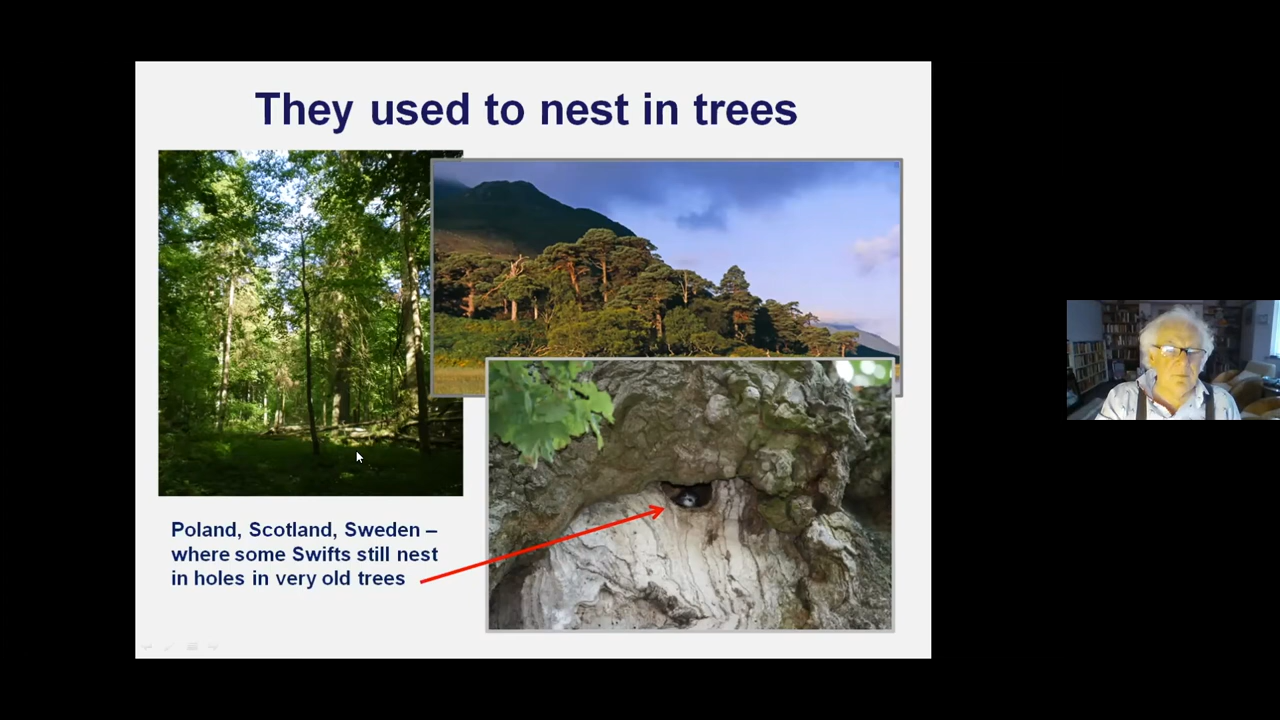 They used to nest in trees
Poland, Scotland, Sweden –
where some Swifts still nest
in holes in very old trees